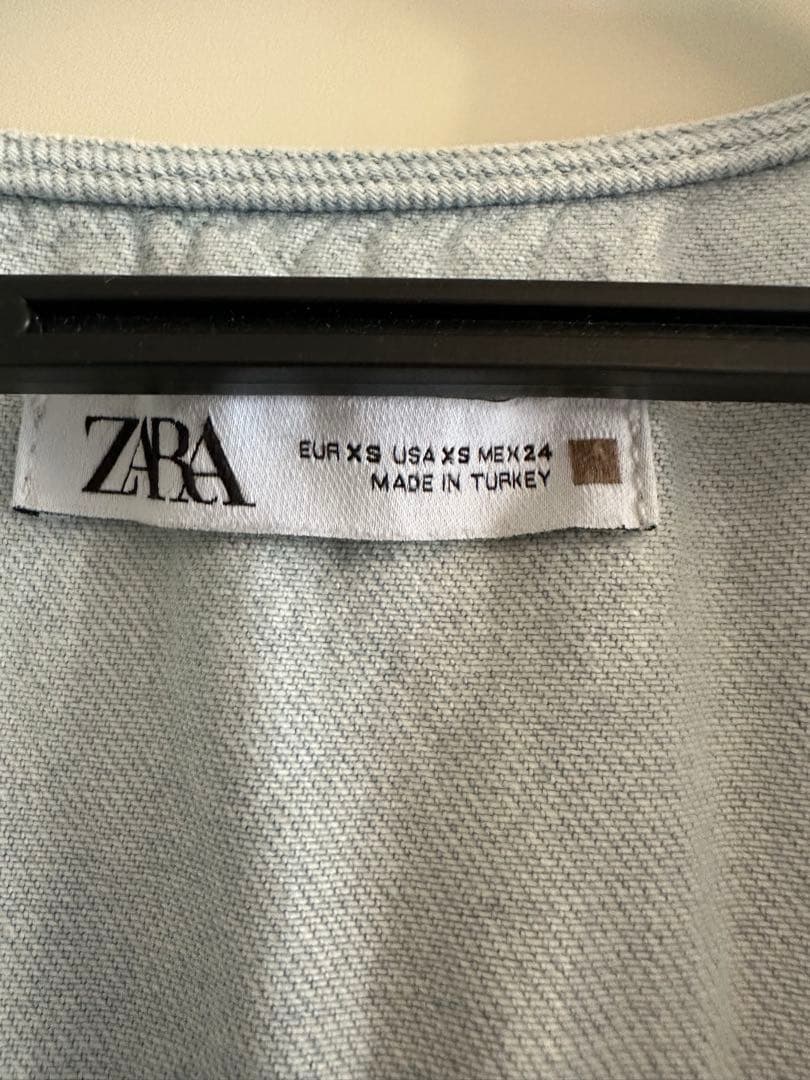 ZARA
EUR XS USA XS MEX 24
MADE IN TURKEY